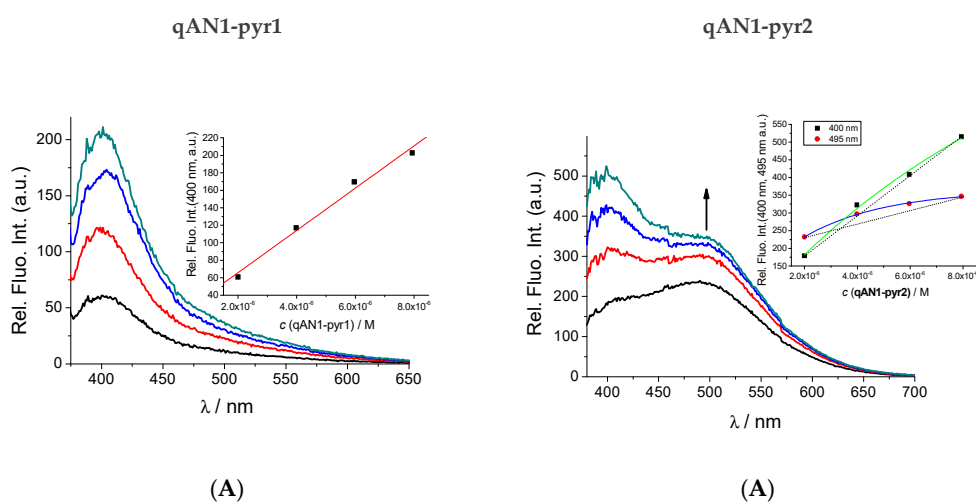 qAN1-pyr1
qAN1-pyr2
Rel. Fluo. Int. (a.u.)
200
150
100
50
0
400
450
500
550
600
650
λ / nm
Rel. Fluo. Int.(400 nm, a.u.)
220
200
180
160
140
120
100
80
60
40
2.0x10⁻⁶
4.0x10⁻⁶
6.0x10⁻⁶
8.0x10⁻⁶
c (qAN1-pyr1) / M
(A)
Rel. Fluo. Int. (a.u.)
500
400
300
200
100
0
400
450
500
550
600
650
700
λ / nm
Rel. Fluo. Int.(400 nm, 495 nm a.u.)
550
500
450
400
350
300
250
200
150
400 nm
495 nm
2.0x10⁻⁶
4.0x10⁻⁶
6.0x10⁻⁶
8.0x10⁻⁶
c (qAN1-pyr2) / M
(A)